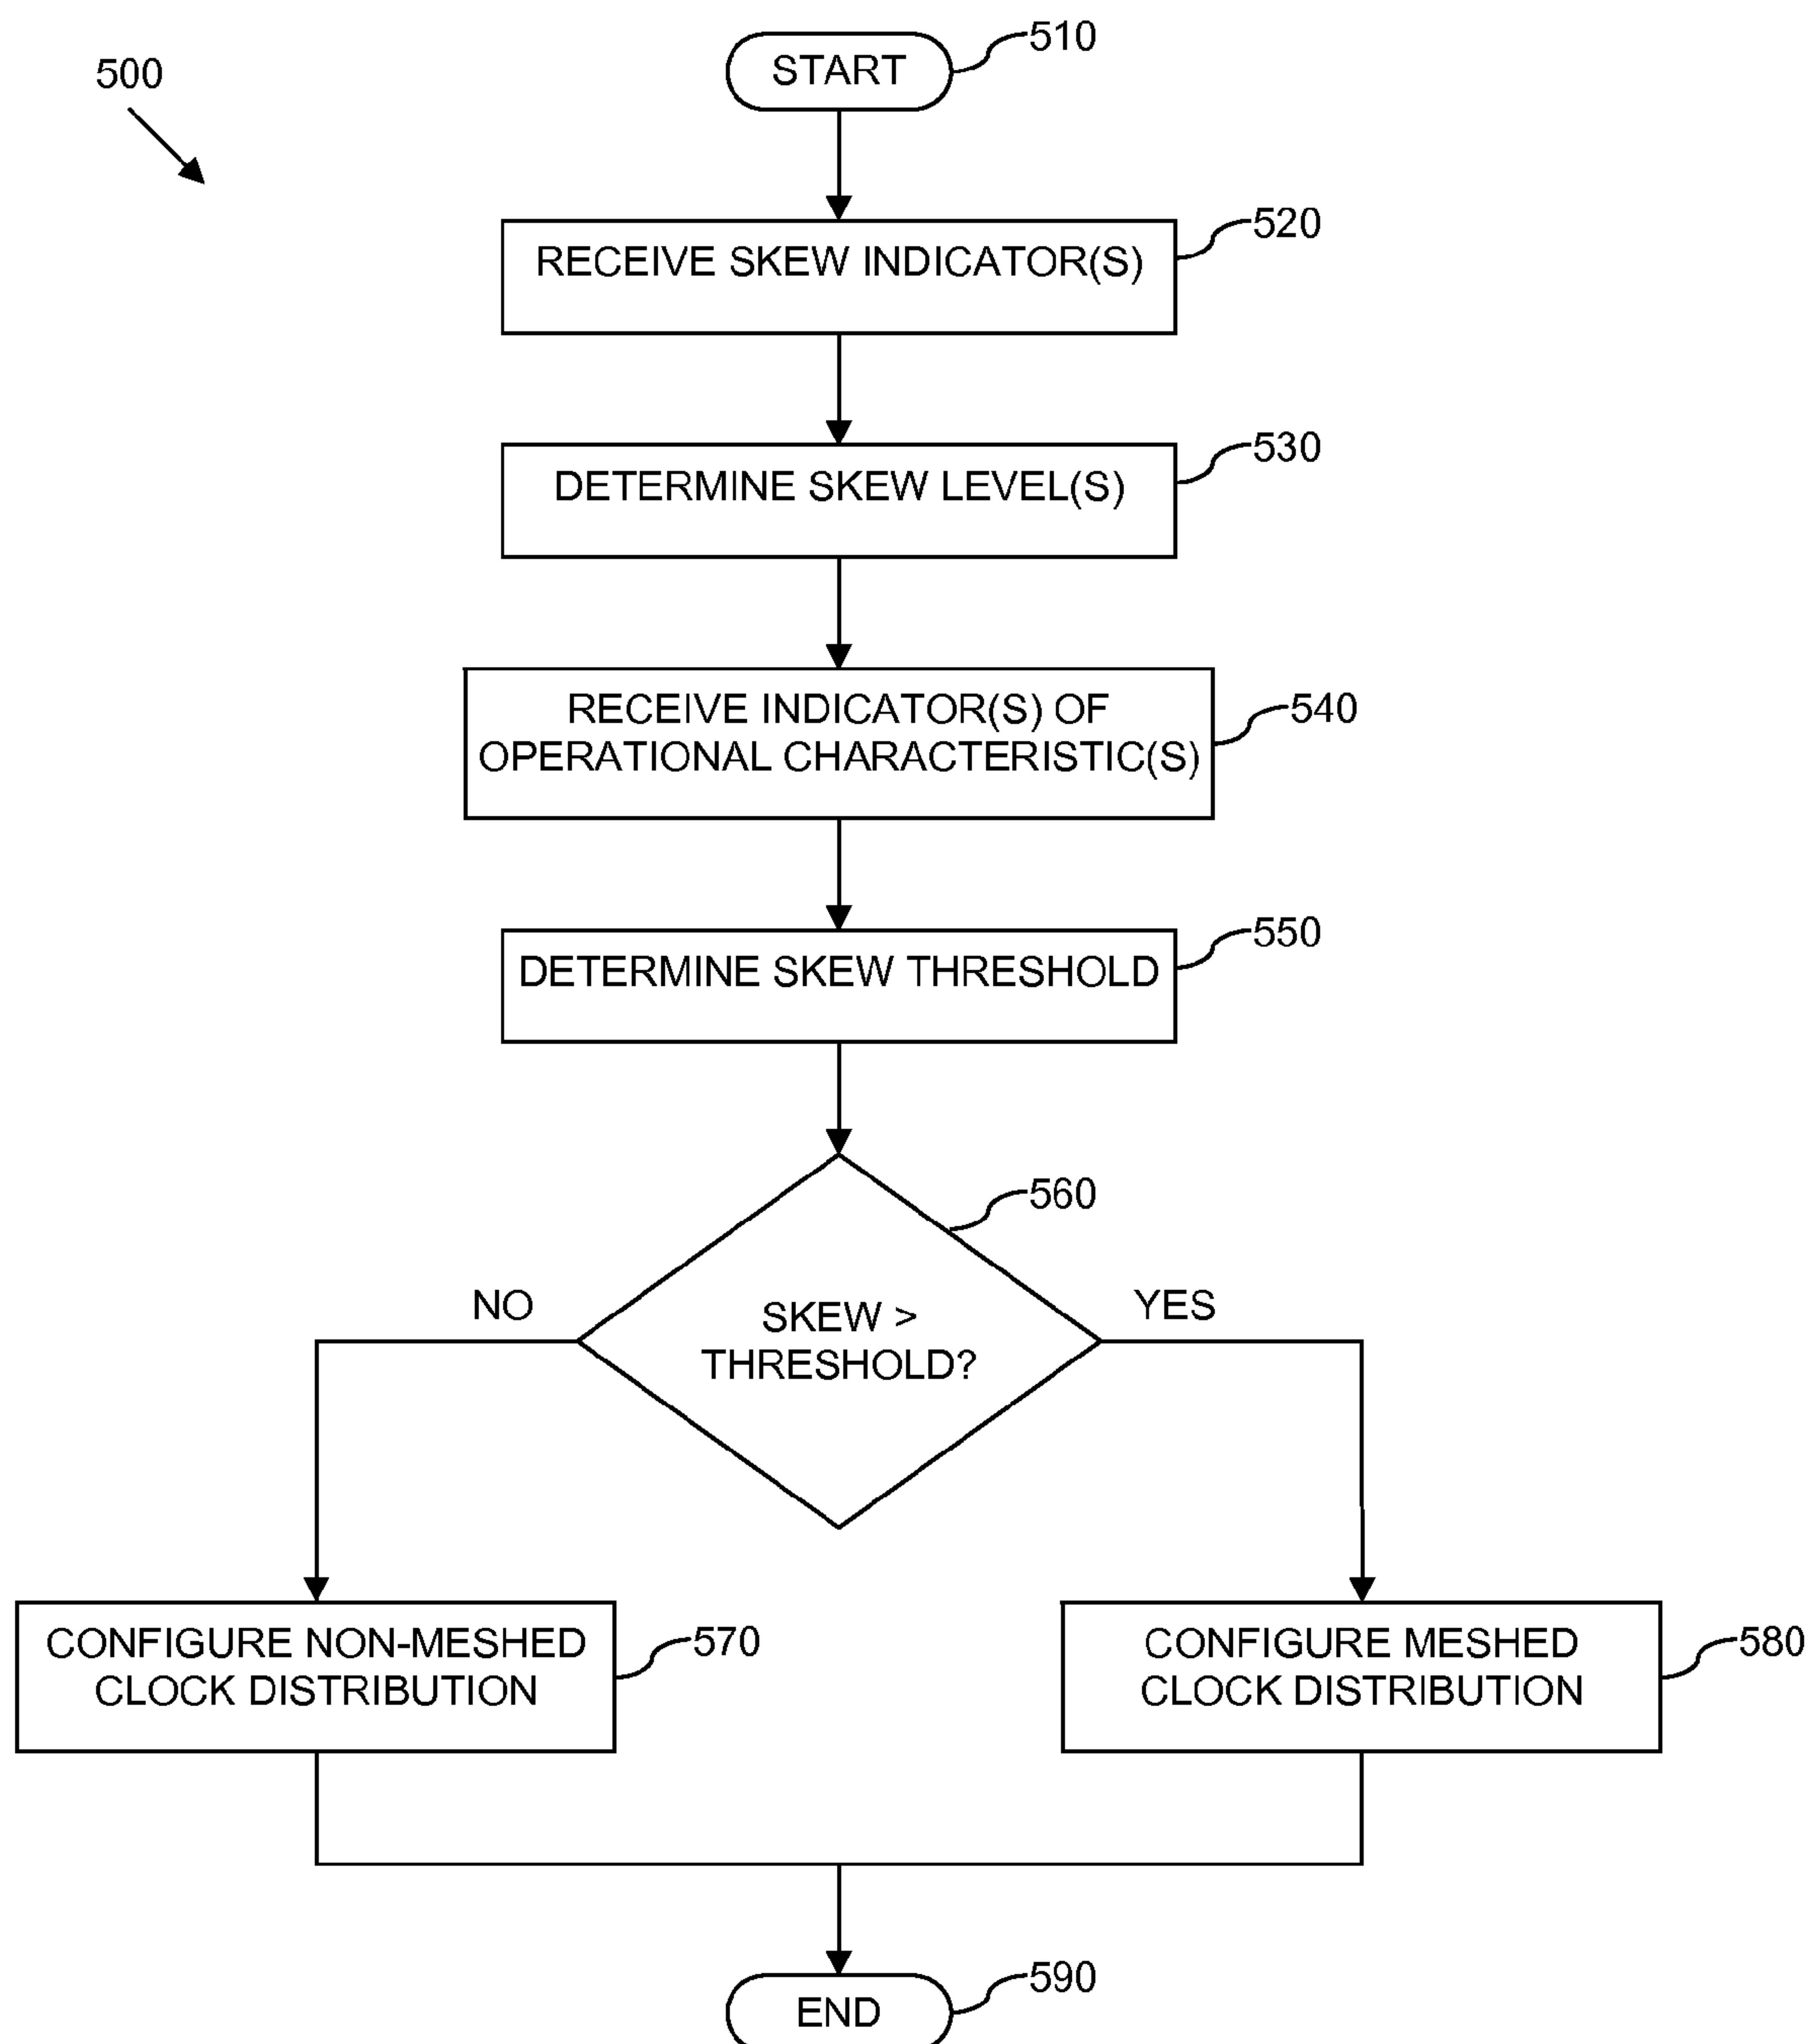 500
START
510
RECEIVE SKEW INDICATOR(S)
520
DETERMINE SKEW LEVEL(S)
530
RECEIVE INDICATOR(S) OF
OPERATIONAL CHARACTERISTIC(S)
540
DETERMINE SKEW THRESHOLD
550
560
NO
SKEW >
THRESHOLD?
YES
CONFIGURE NON-MESHED
CLOCK DISTRIBUTION
570
CONFIGURE MESHED
CLOCK DISTRIBUTION
580
END
590